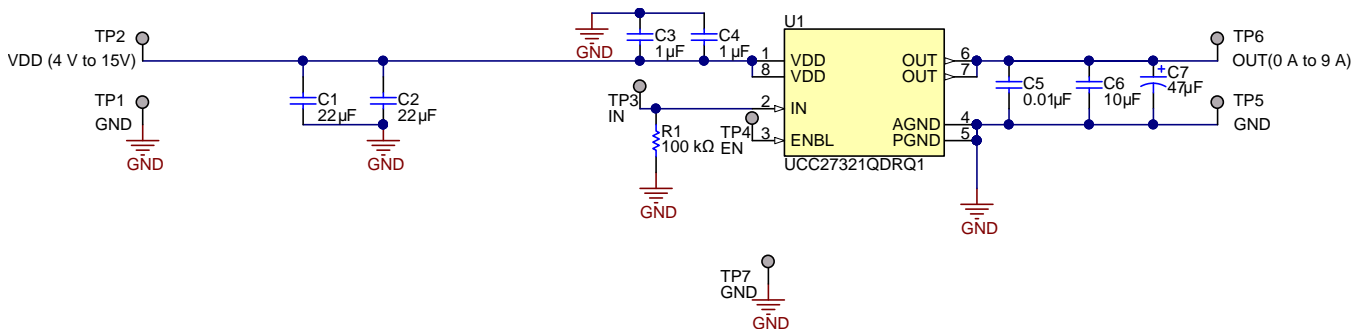 TP2
VDD (4 V to 15V)
TP1
GND
GND
C1
22µF
C2
22µF
GND
GND
C3
1µF
C4
1µF
TP3
IN
R1
100 kΩ
GND
TP4
EN
U1
1
VDD
8
VDD
2
IN
3
ENBL
OUT
6
OUT
7
AGND
4
PGND
5
UCC27321QDRQ1
C5
0.01µF
C6
10µF
+
C7
47µF
TP6
OUT(0 A to 9 A)
TP5
GND
GND
TP7
GND
GND